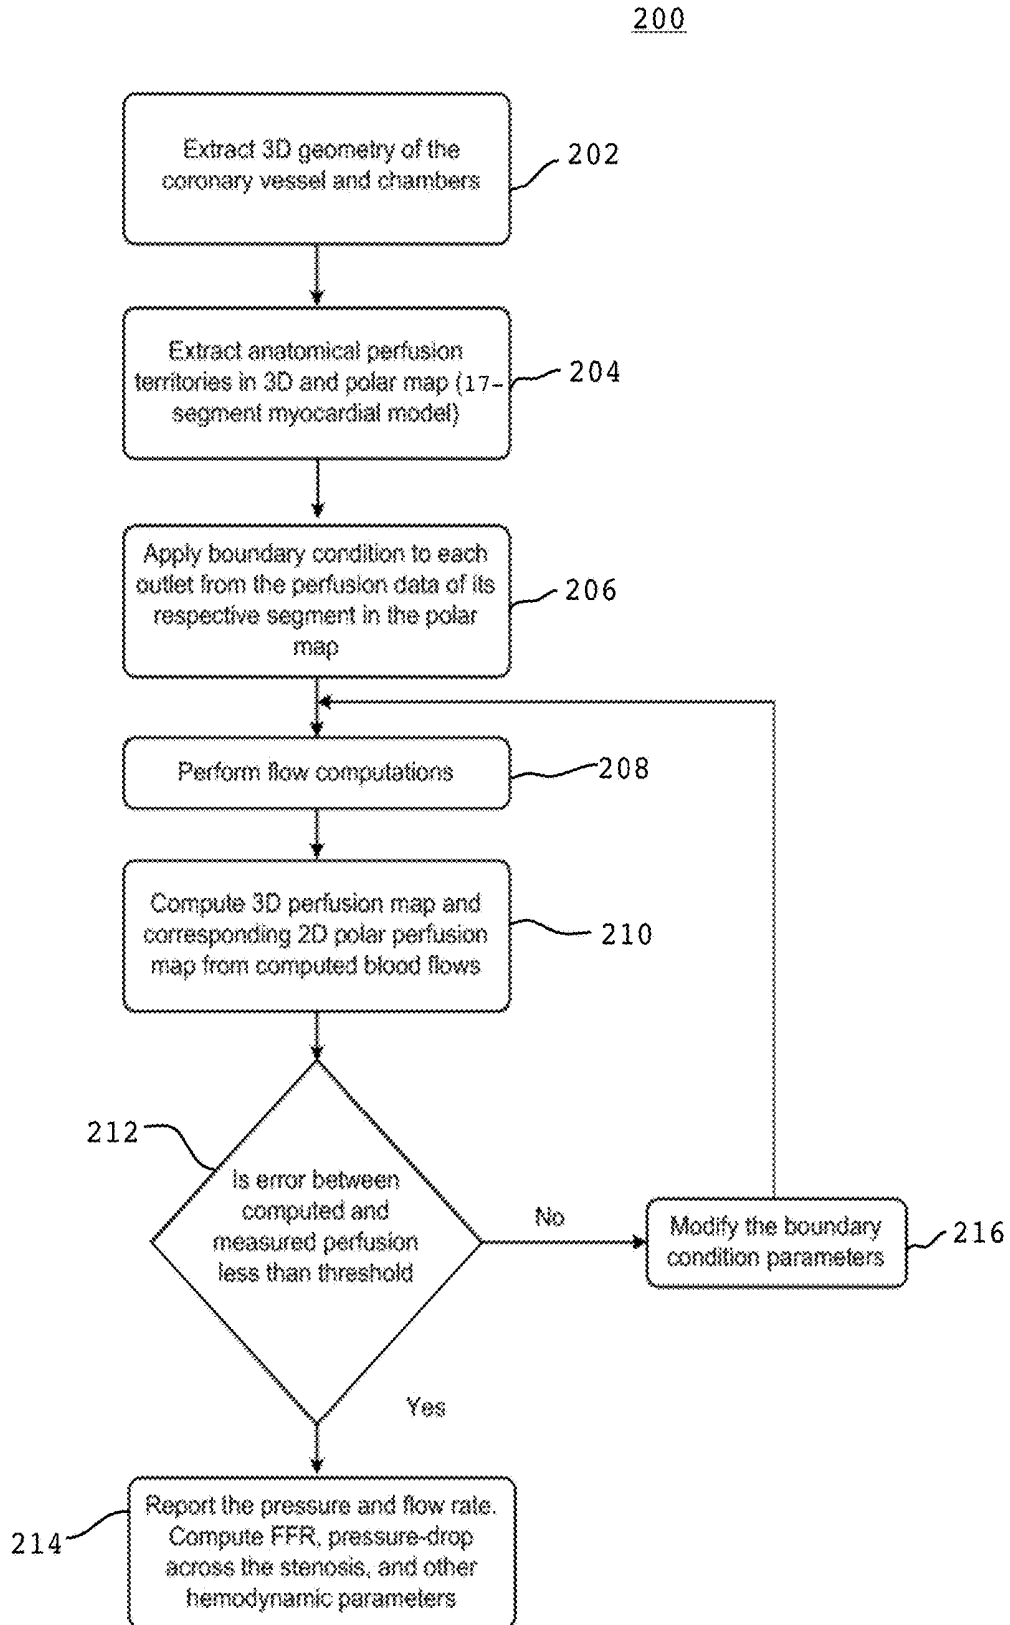 200
Extract 3D geometry of the
coronary vessel and chambers
202
Extract anatomical perfusion
territories in 3D and polar map (17-
segment myocardial model)
204
Apply boundary condition to each
outlet from the perfusion data of its
respective segment in the polar
map
206
Perform flow computations
208
Compute 3D perfusion map and
corresponding 2D polar perfusion
map from computed blood flows
210
212
Is error between
computed and
measured perfusion
less than threshold
No
Modify the boundary
condition parameters
216
Yes
Report the pressure and flow rate.
Compute FFR, pressure-drop
across the stenosis, and other
hemodynamic parameters
214